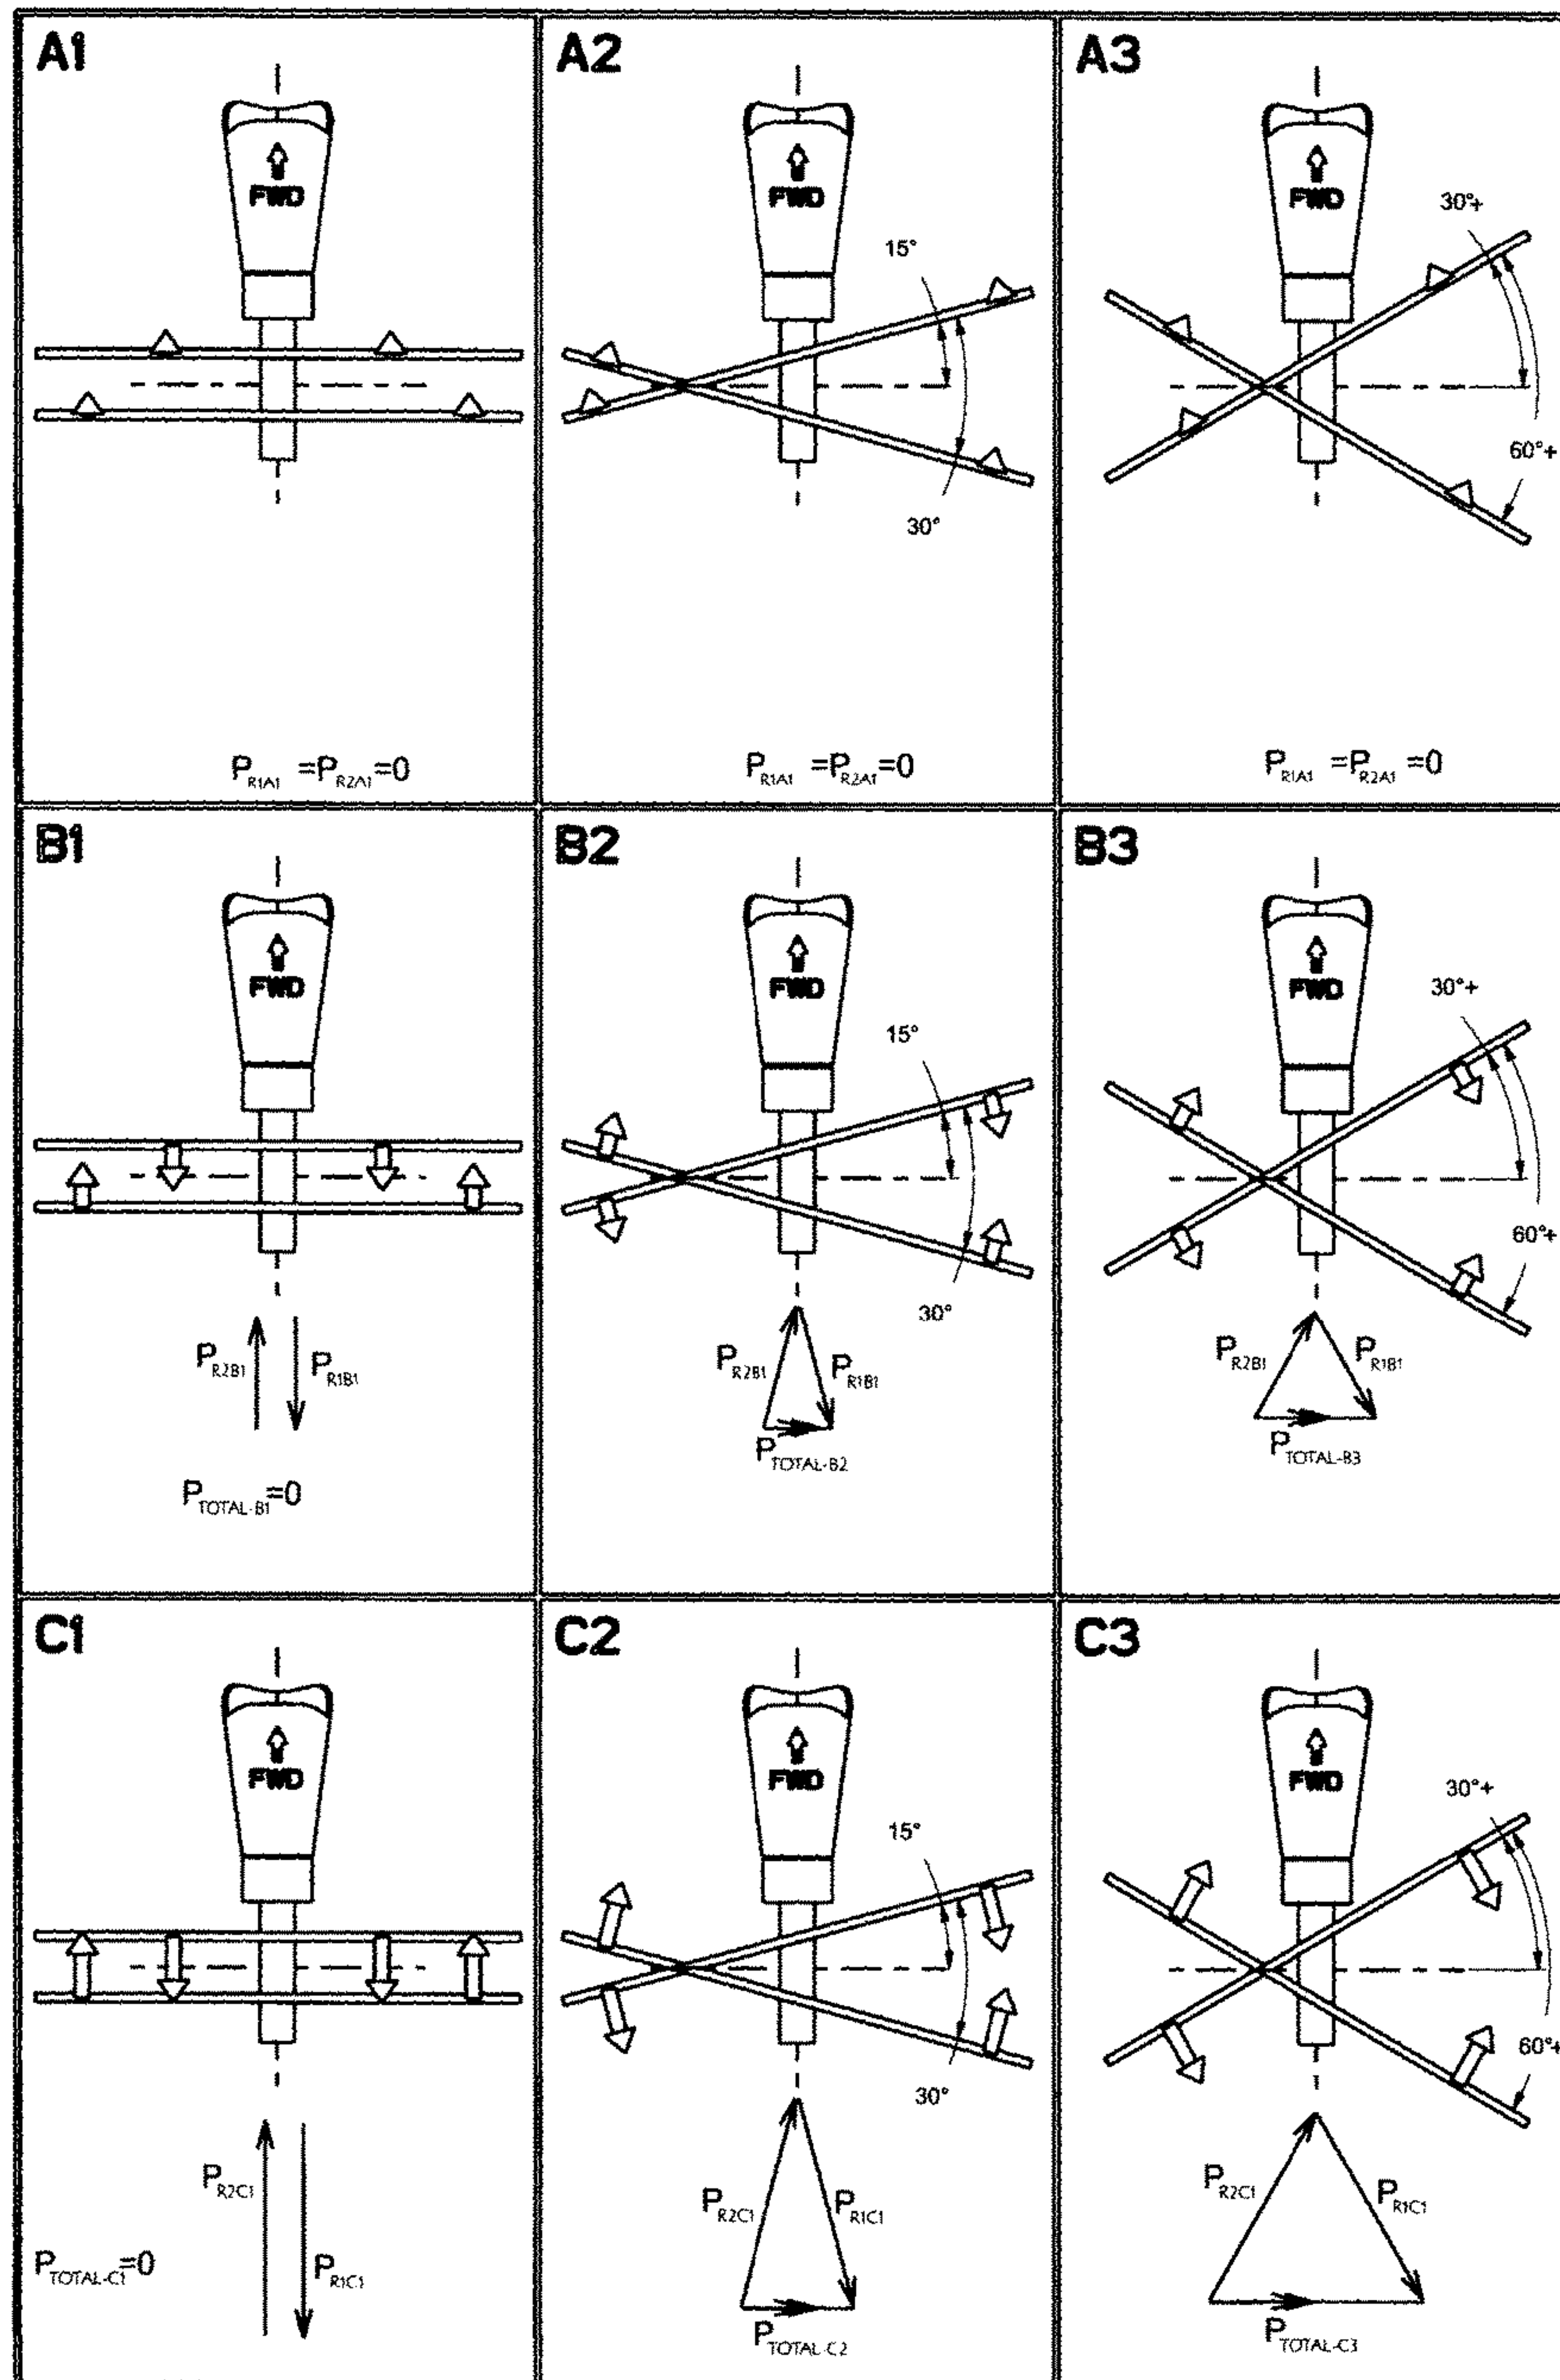 A1
FWD
P_R1A1 =P_R2A1=0
A2
FWD
15°
30°
P_R1A1 =P_R2A1=0
A3
FWD
30°+
60°+
P_R1A1 =P_R2A1 =0
B1
FWD
P_R2B1
P_R1B1
P_TOTAL-B1=0
B2
FWD
15°
30°
P_R2B1
P_R1B1
P_TOTAL-B2
B3
FWD
30°+
60°+
P_R2B1
P_R1B1
P_TOTAL-B3
C1
FWD
P_R2C1
P_TOTAL-C1=0
P_R1C1
C2
FWD
15°
30°
P_R2C1
P_R1C1
P_TOTAL-C2
C3
FWD
30°+
60°+
P_R2C1
P_R1C1
P_TOTAL-C3